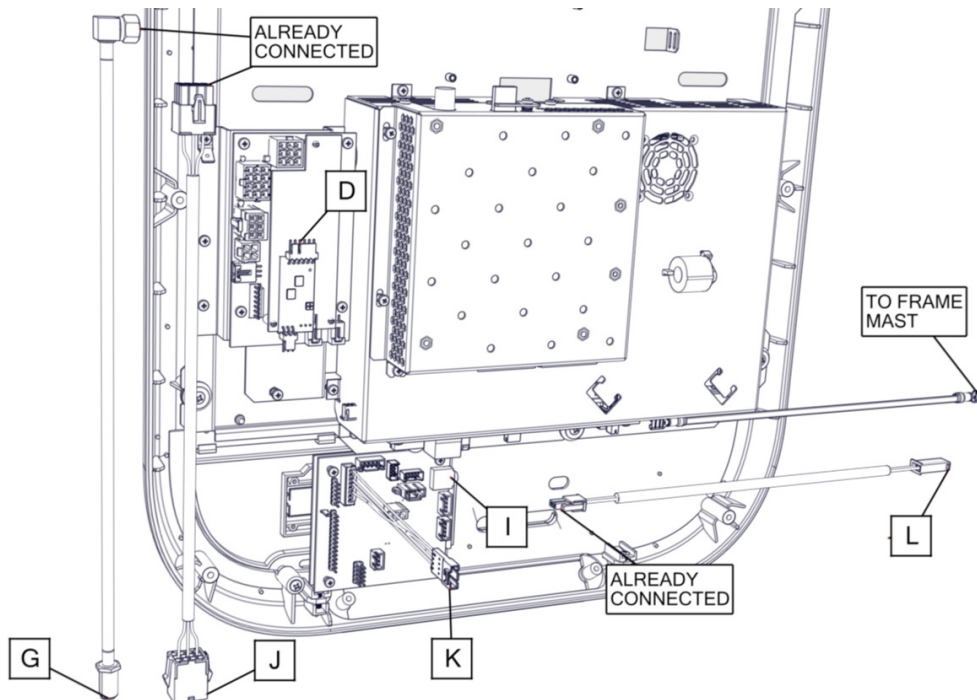 ALREADY
CONNECTED
D
TO FRAME
MAST
I
L
ALREADY
CONNECTED
G
J
K